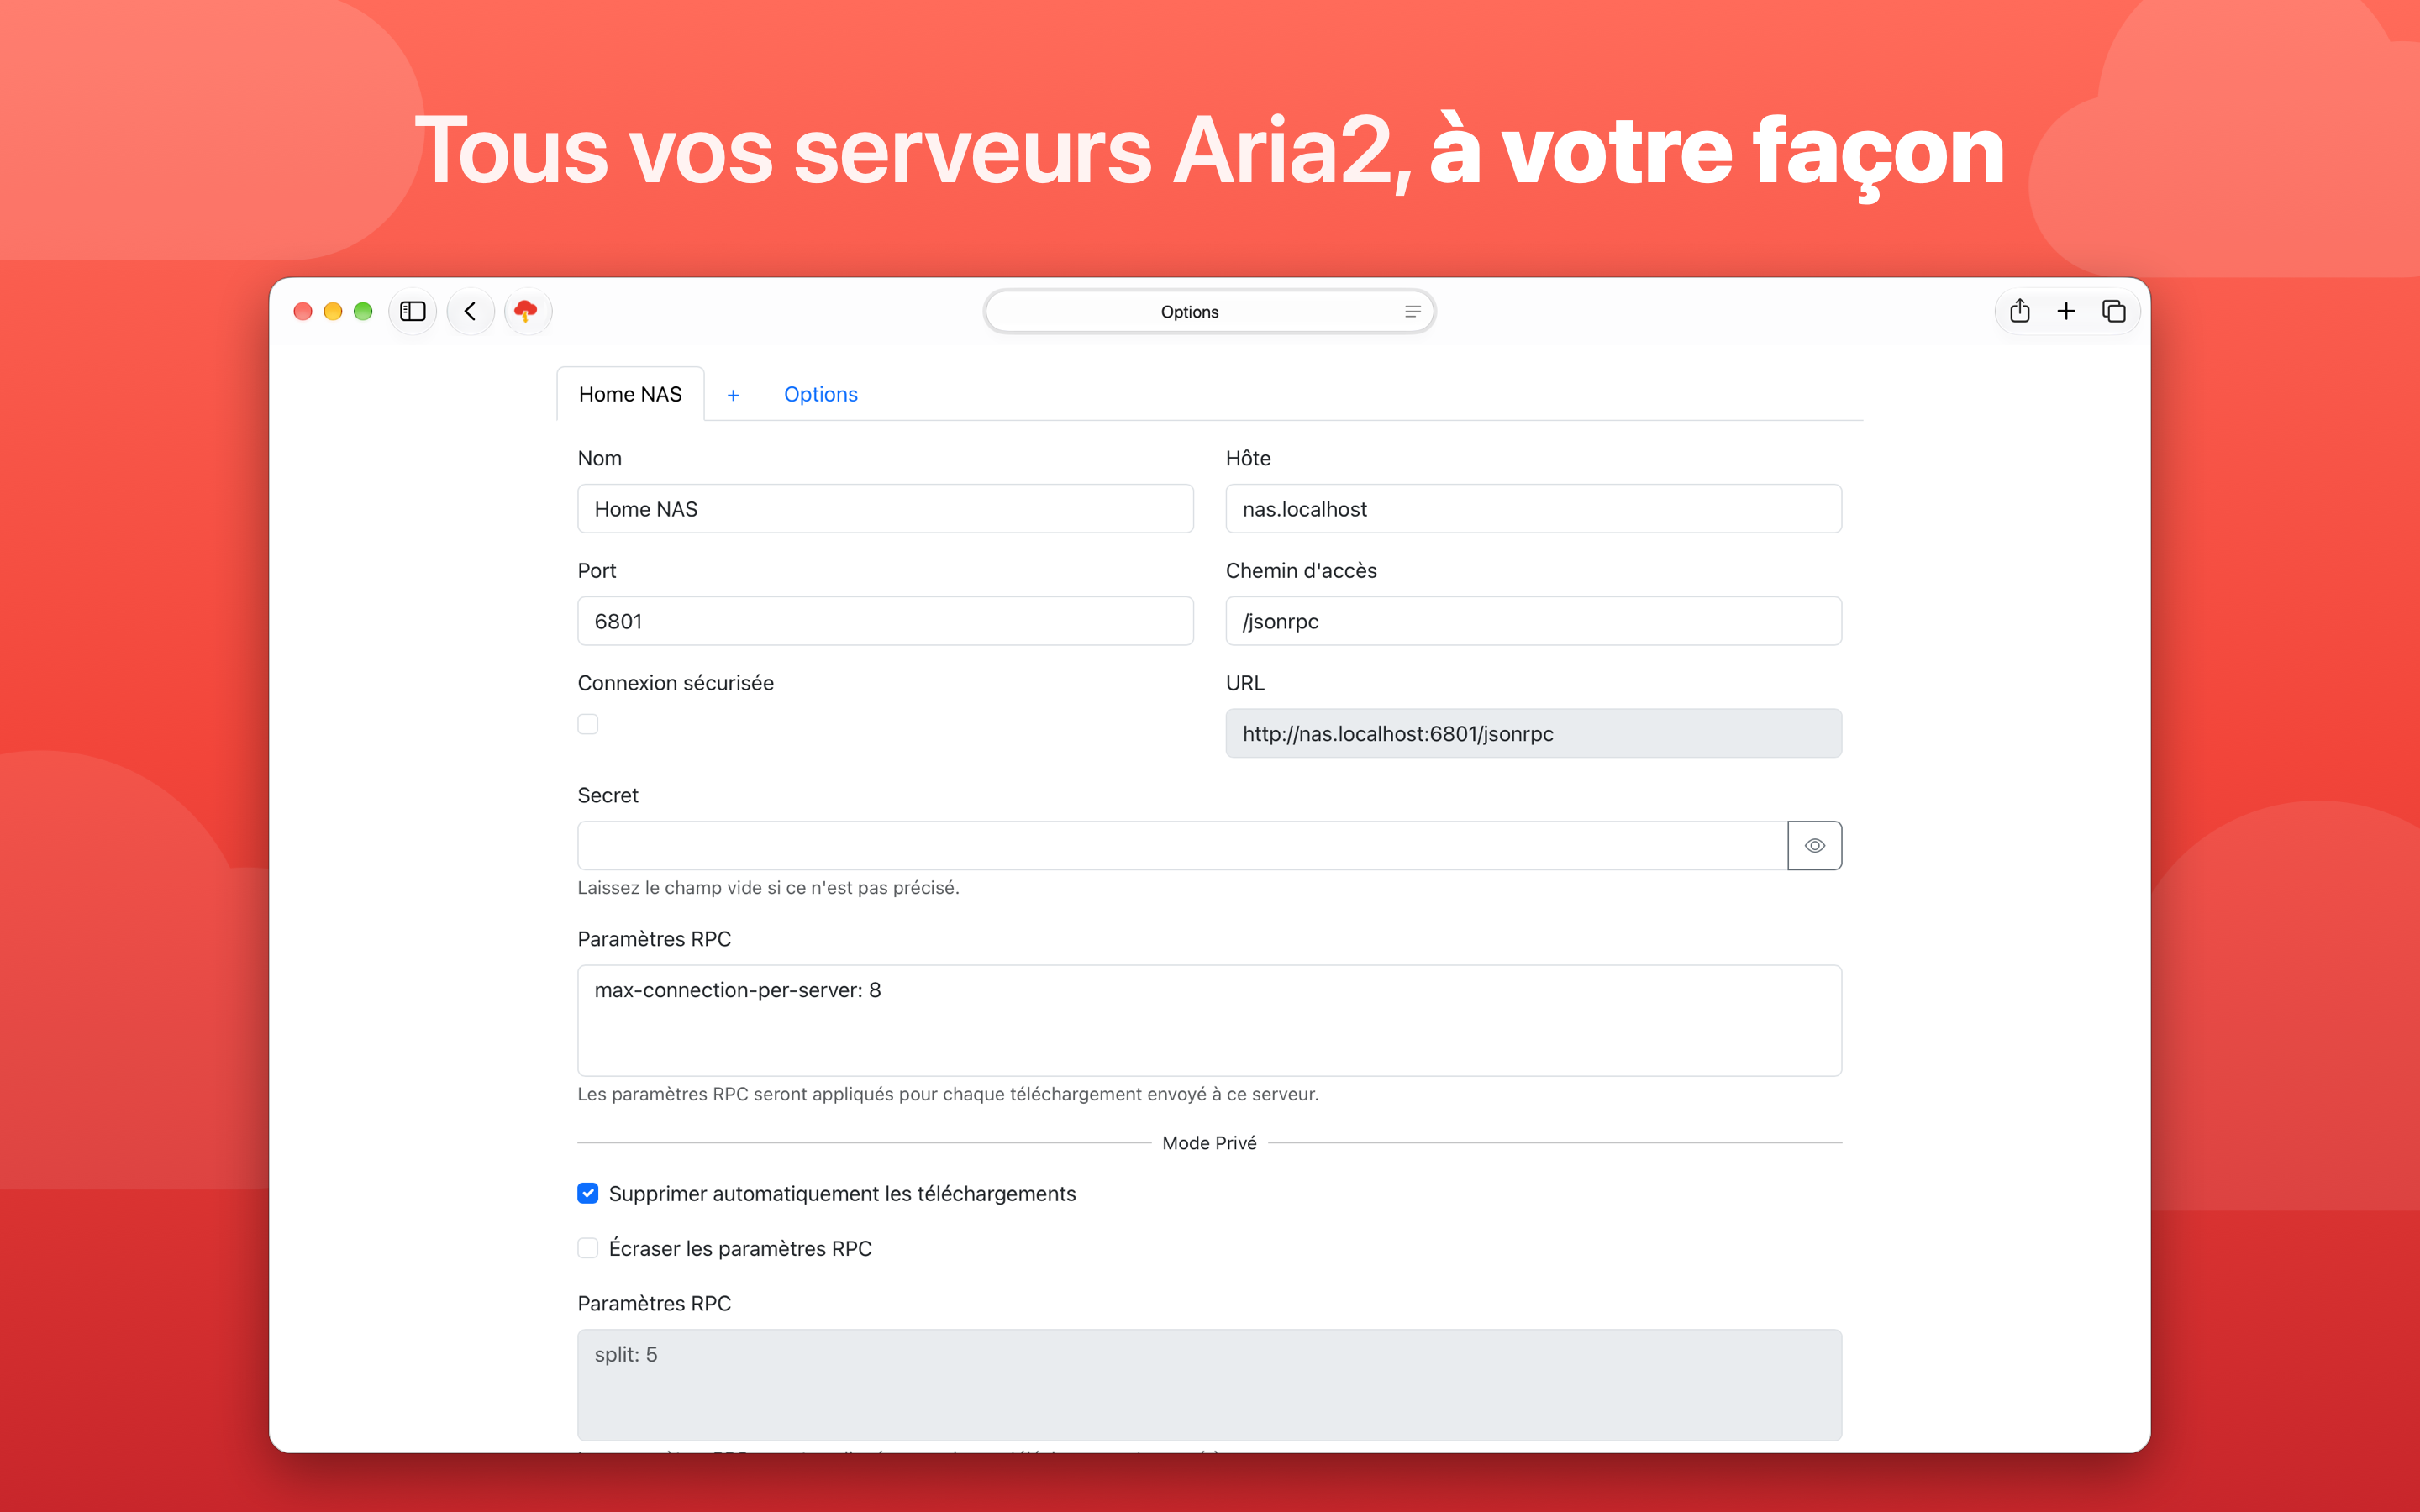 Tous vos serveurs Aria2, à votre façon
Options
Home NAS + Options
Nom
Hôte
Home NAS
nas.localhost
Port
Chemin d'accès
6801
/jsonrpc
Connexion sécurisée
URL
http://nas.localhost:6801/jsonrpc
Secret
Laissez le champ vide si ce n'est pas précisé.
Paramètres RPC
max-connection-per-server: 8
Les paramètres RPC seront appliqués pour chaque téléchargement envoyé à ce serveur.
Mode Privé
Supprimer automatiquement les téléchargements
Écraser les paramètres RPC
Paramètres RPC
split: 5